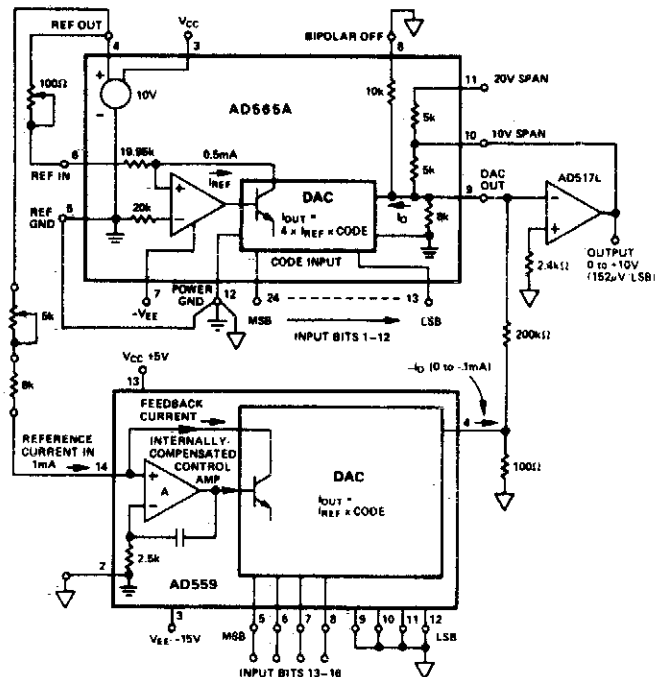 REF OUT
4
VCC
3
BIPOLAR OFF
8
100Ω
+
10V
-
AD565A
10k
11
20V SPAN
5k
10
10V SPAN
5k
6
REF IN
19.95k
0.5mA
IREF
DAC
IOUT =
4 × IREF × CODE
CODE INPUT
9
DAC
OUT
IO
8k
AD517L
5
REF
GND
20k
+
-
-
+
2.4kΩ
OUTPUT
0 to +10V
(152µV LSB)
7
-VEE
POWER
GND
12
24
MSB
13
LSB
INPUT BITS 1-12
5k
8k
VCC +5V
13
200kΩ
-IO (0 to -.1mA)
4
100Ω
REFERENCE
CURRENT IN
1mA
14
FEEDBACK
CURRENT
INTERNALLY-
COMPENSATED
CONTROL
AMP
+
A
-
DAC
IOUT =
IREF × CODE
2.5k
2
AD559
3
VEE -15V
MSB
5
6
7
8
9
10
11
12
LSB
INPUT BITS 13-16